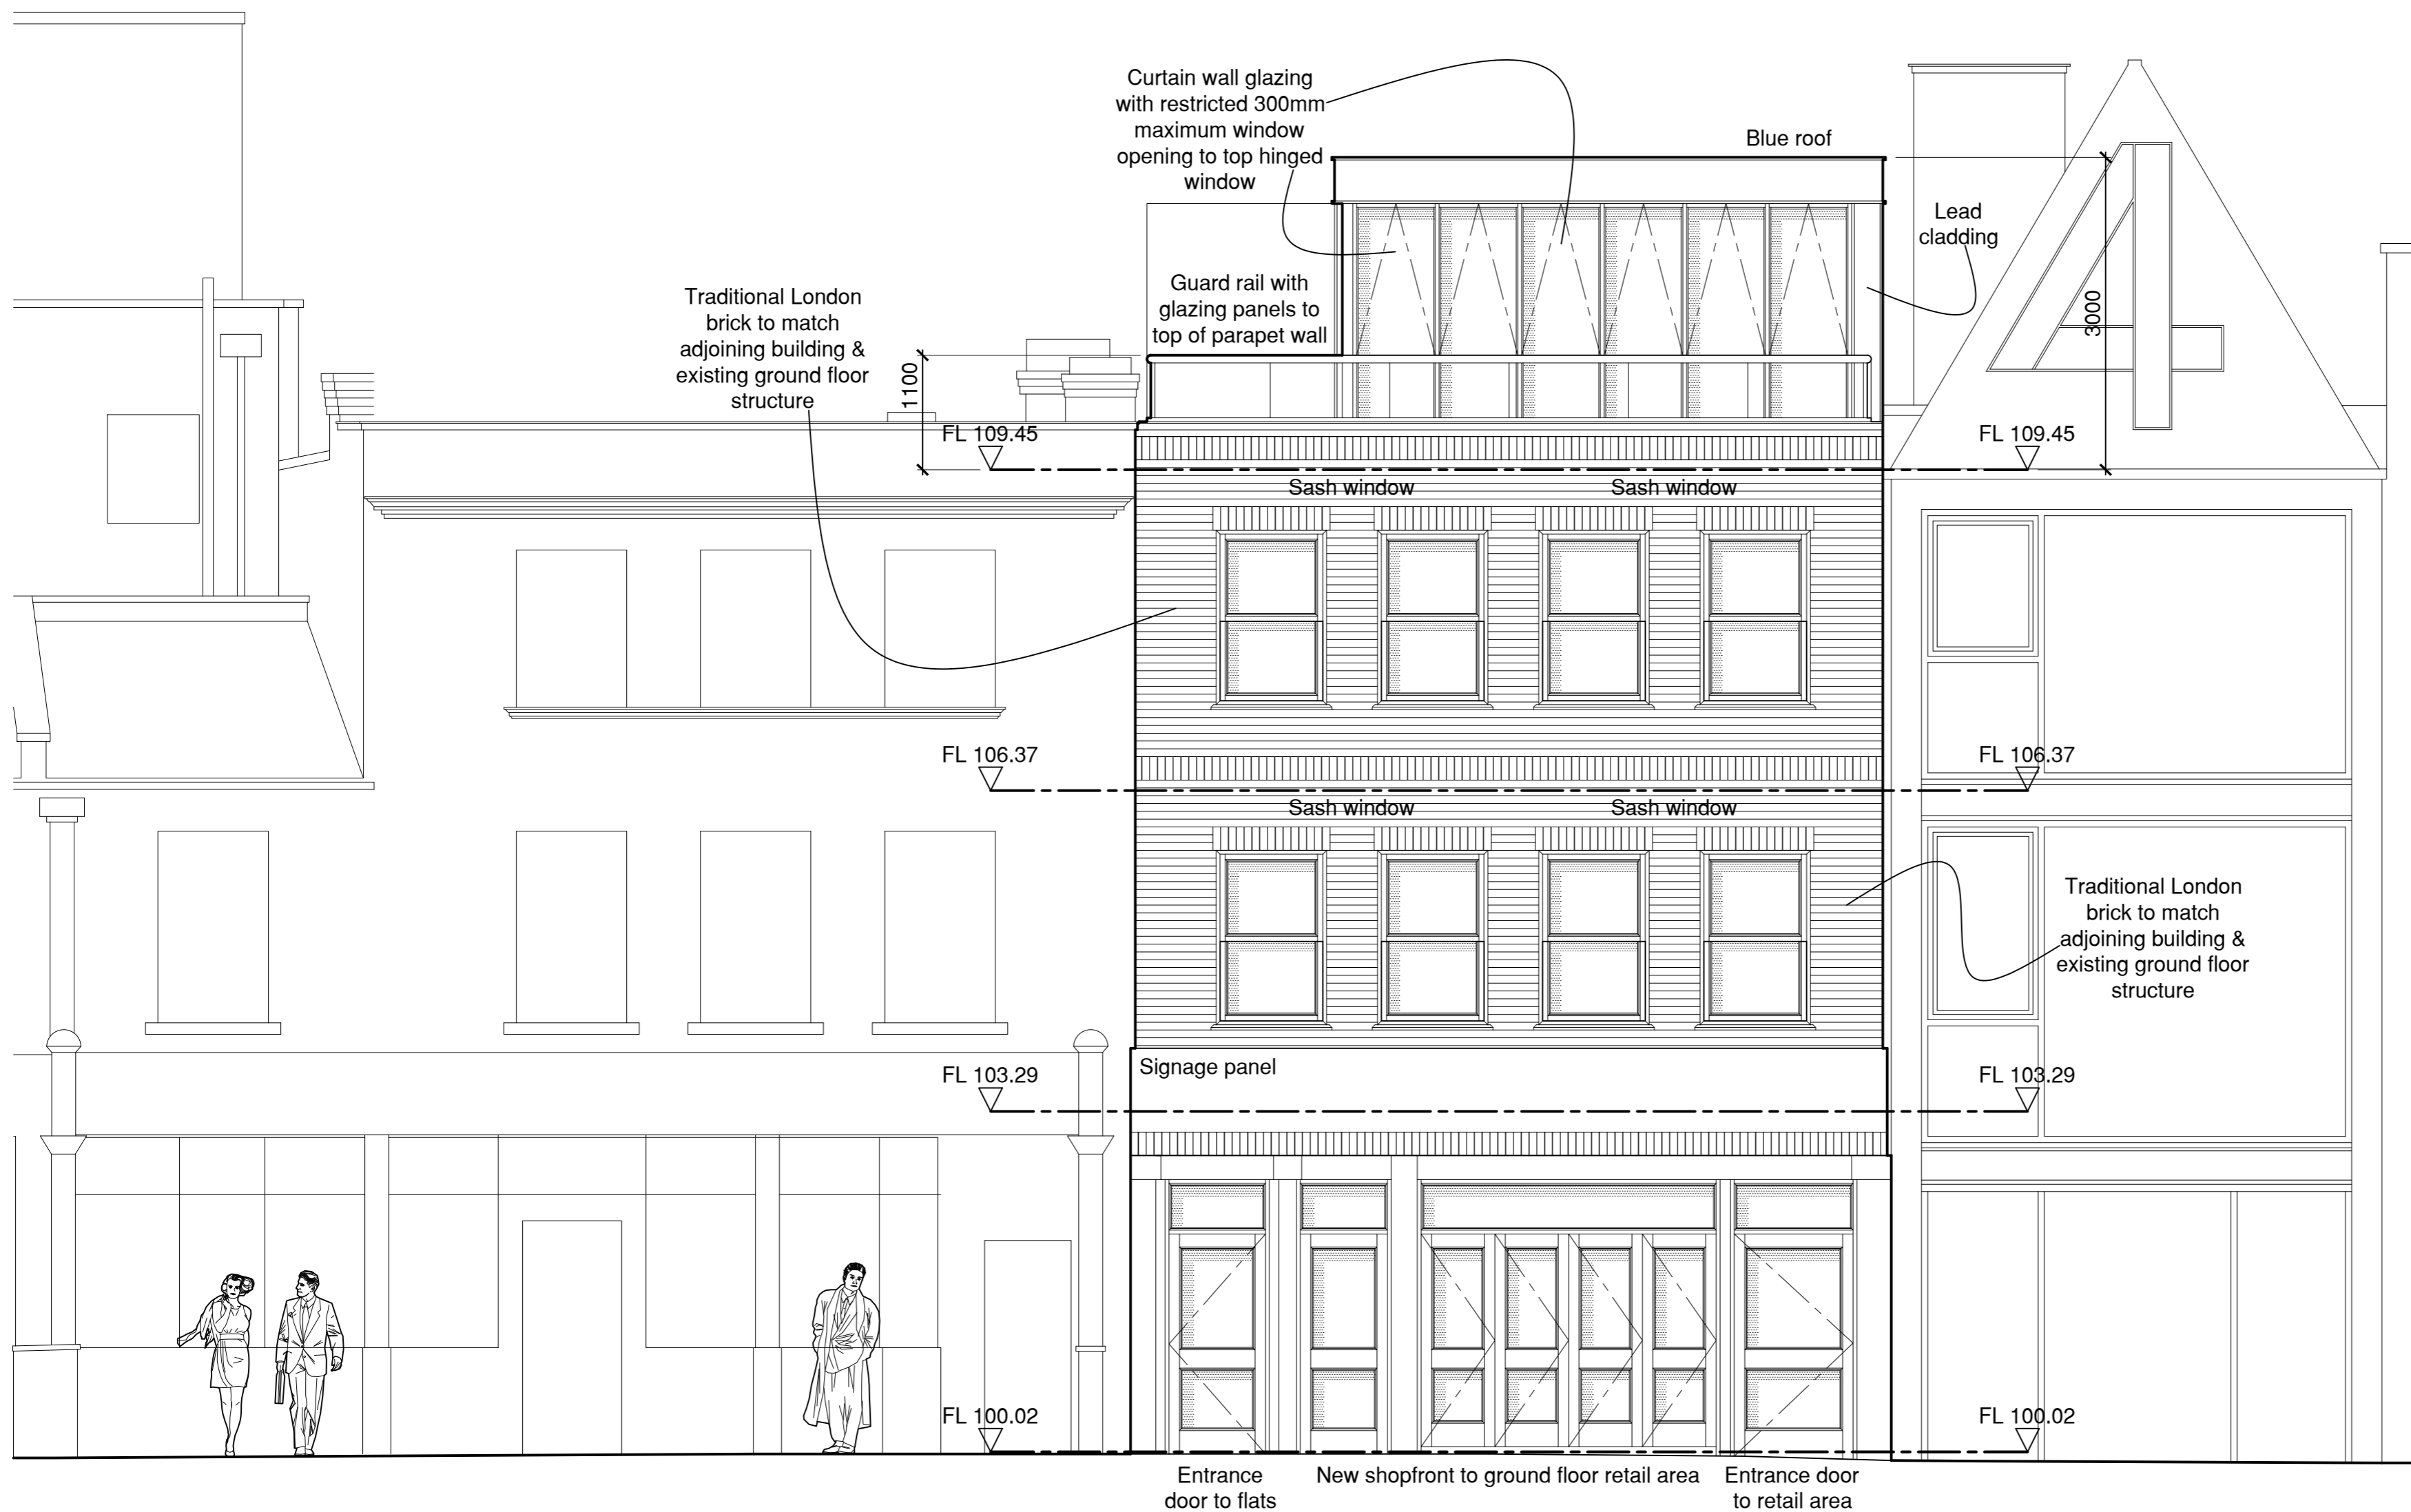 Curtain wall glazing
with restricted 300mm
maximum window
opening to top hinged
window
Blue roof
Lead
cladding
4
3000
Guard rail with
glazing panels to
top of parapet wall
Traditional London
brick to match
adjoining building &
existing ground floor
structure
1100
FL 109.45
FL 109.45
Sash window
Sash window
FL 106.37
FL 106.37
Sash window
Sash window
Traditional London
brick to match
adjoining building &
existing ground floor
structure
Signage panel
FL 103.29
FL 103.29
FL 100.02
FL 100.02
Entrance
door to flats
New shopfront to ground floor retail area
Entrance door
to retail area